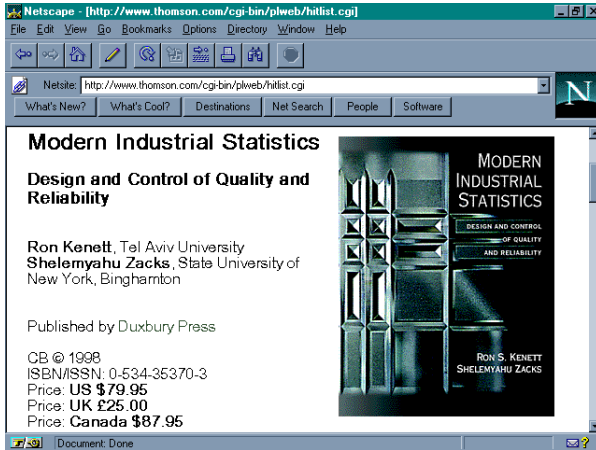 Netscape - [http://www.thomson.com/cgi-bin/plweb/hitlist.cgi]
File Edit View Go Bookmarks Options Directory Window Help
Netsite: http://www.thomson.com/cgi-bin/plweb/hitlist.cgi
N
What's New? What's Cool? Destinations Net Search People Software
Modern Industrial Statistics
Design and Control of Quality and
Reliability
Ron Kenett, Tel Aviv University
Shelemyahu Zacks, State University of
New York, Binghamton
Published by Duxbury Press
CB © 1998
ISBN/ISSN: 0-534-35370-3
Price: US $79.95
Price: UK £25.00
Price: Canada $87.95
MODERN
INDUSTRIAL
STATISTICS
DESIGN AND CONTROL
OF QUALITY
AND RELIABILITY
RON S. KENETT
SHELEMYAHU ZACKS
Document: Done